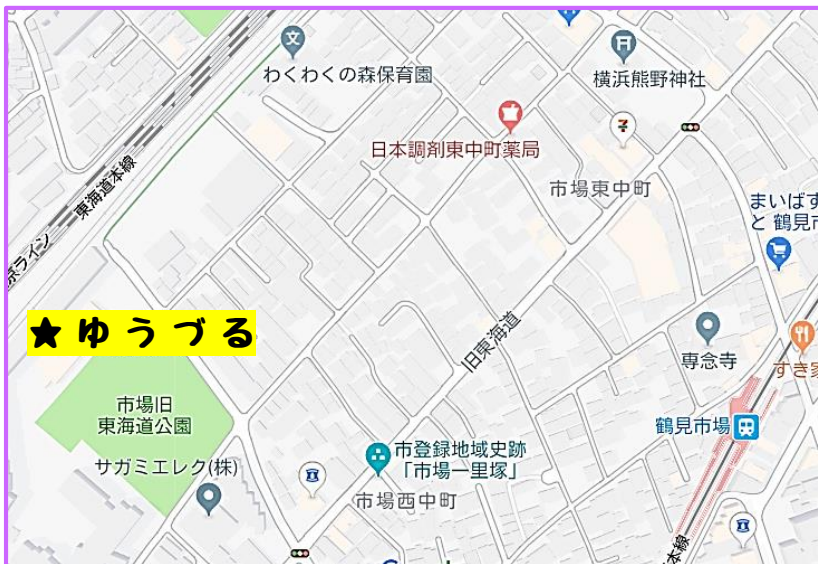 わくわくの森保育園
横浜熊野神社
日本調剤東中町薬局
市場東中町
まいばす
と 鶴見市
東海道本線
ライン
★ゆうづる
旧東海道
専念寺
すき家
市場旧
東海道公園
鶴見市場
市登録地域史跡
「市場一里塚」
サガミエレク(株)
市場西中町
本線